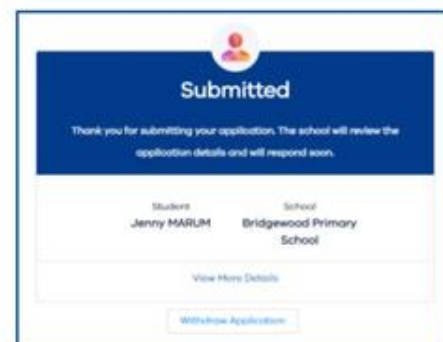 Submitted
Thank you for submitting your application. The school will review the
application details and will respond soon.
Student
School
Jenny MARUM
Bridgewood Primary
School
View More Details
Withdraw Application